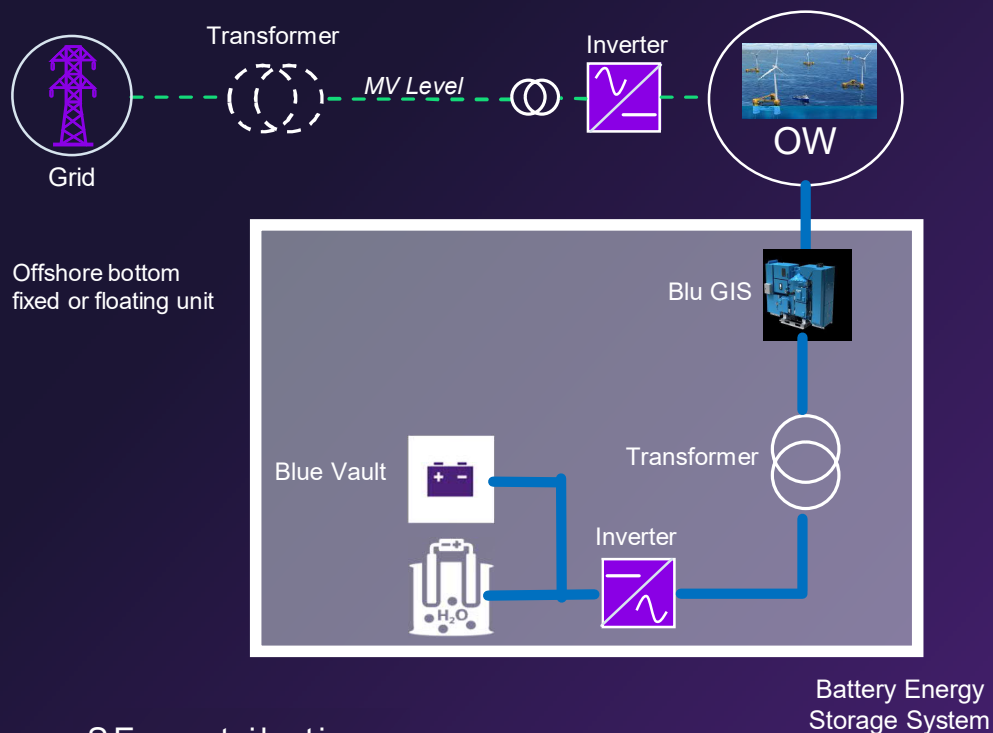 Transformer
Inverter
MV Level
OW
Grid
Offshore bottom
fixed or floating unit
Blu GIS
Transformer
Blue Vault
+ -
Inverter
- +
H₂O
Battery Energy
Storage System